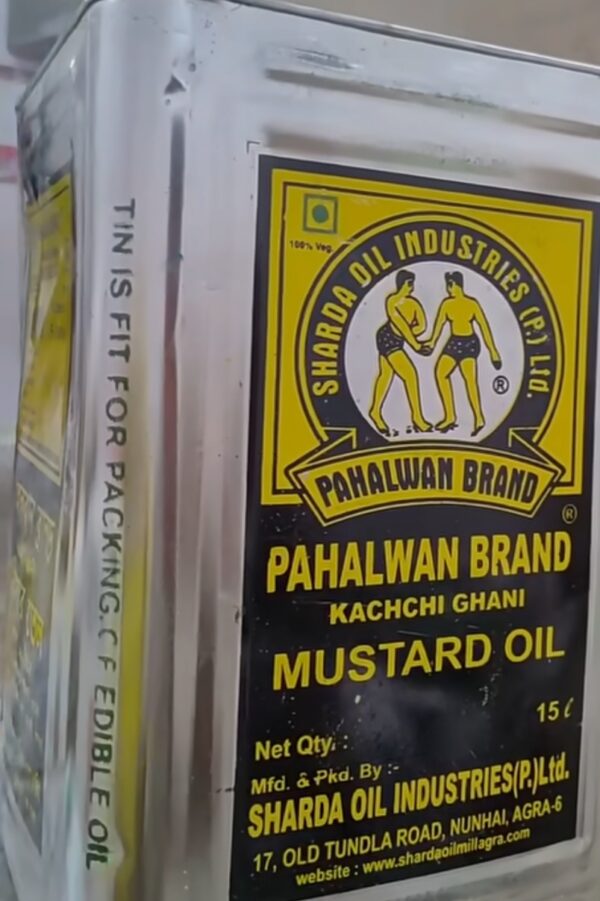 TIN IS FIT FOR PACKING OF EDIBLE OIL
100% Veg.
SHARDA OIL INDUSTRIES (P.) Ltd.
®
PAHALWAN BRAND
®
PAHALWAN BRAND
KACHCHI GHANI
MUSTARD OIL
15 ℓ
Net Qty. :
Mfd. & Pkd. By :-
SHARDA OIL INDUSTRIES(P.)Ltd.
17, OLD TUNDLA ROAD, NUNHAI, AGRA-6
website : www.shardaoilmillagra.com